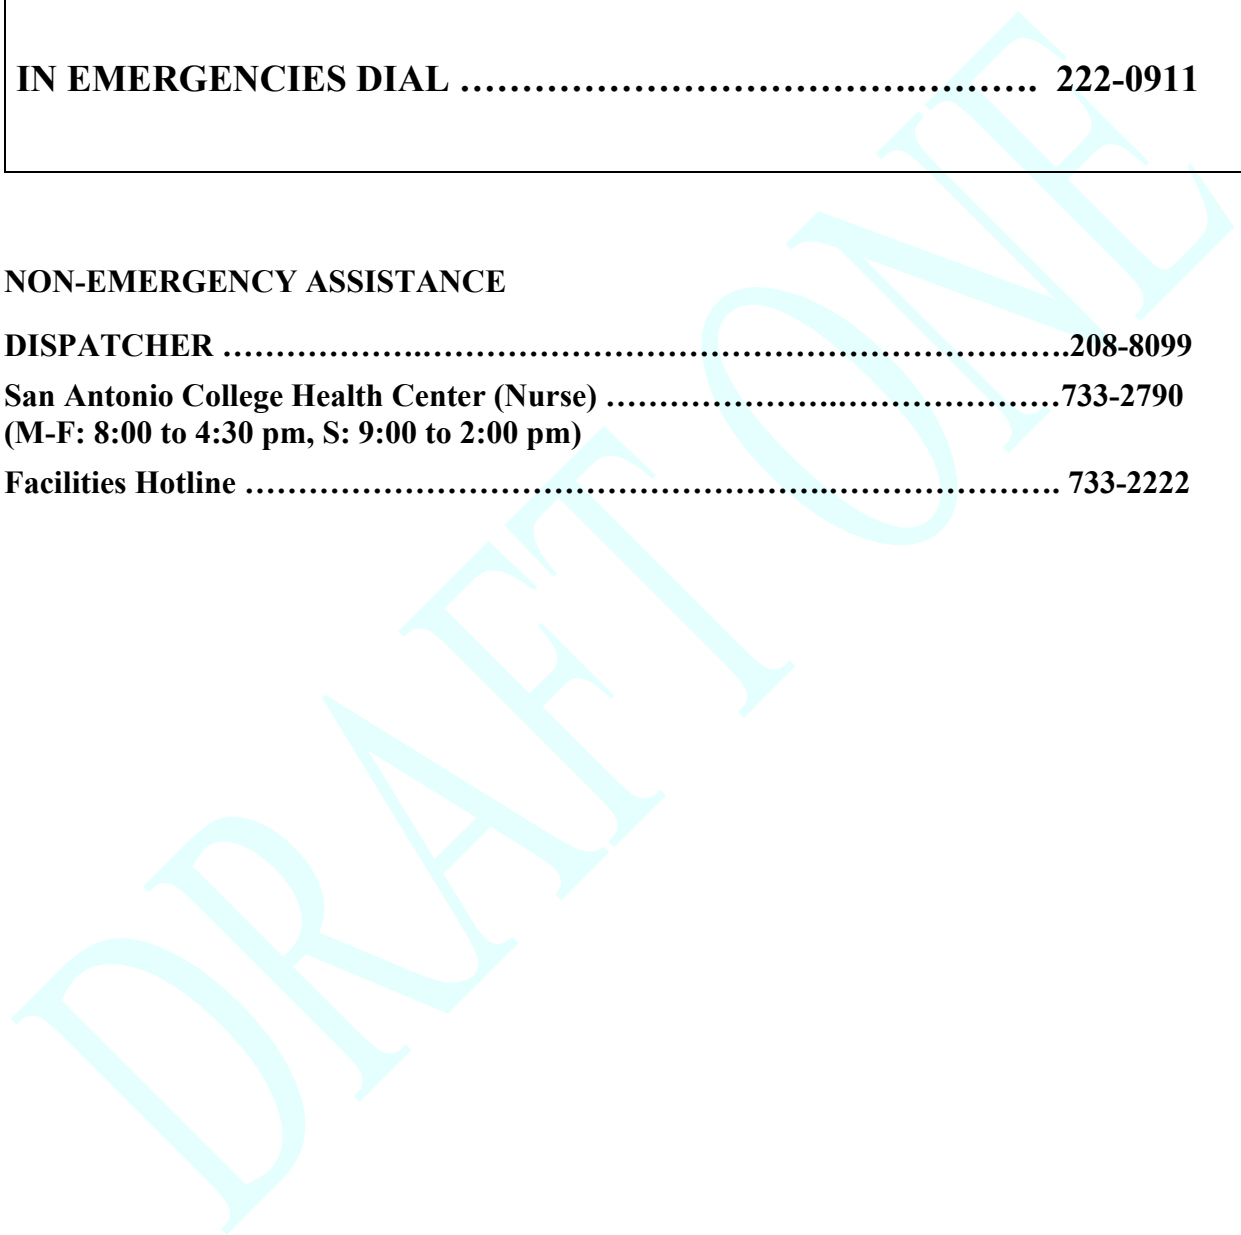 IN EMERGENCIES DIAL ……………………………….………. 222-0911
NON-EMERGENCY ASSISTANCE
DISPATCHER ………………….…………………………………………………….208-8099
San Antonio College Health Center (Nurse) ………………….…………………733-2790
(M-F: 8:00 to 4:30 pm, S: 9:00 to 2:00 pm)
Facilities Hotline ……………………………………………….…………………. 733-2222
DRAFT ONE